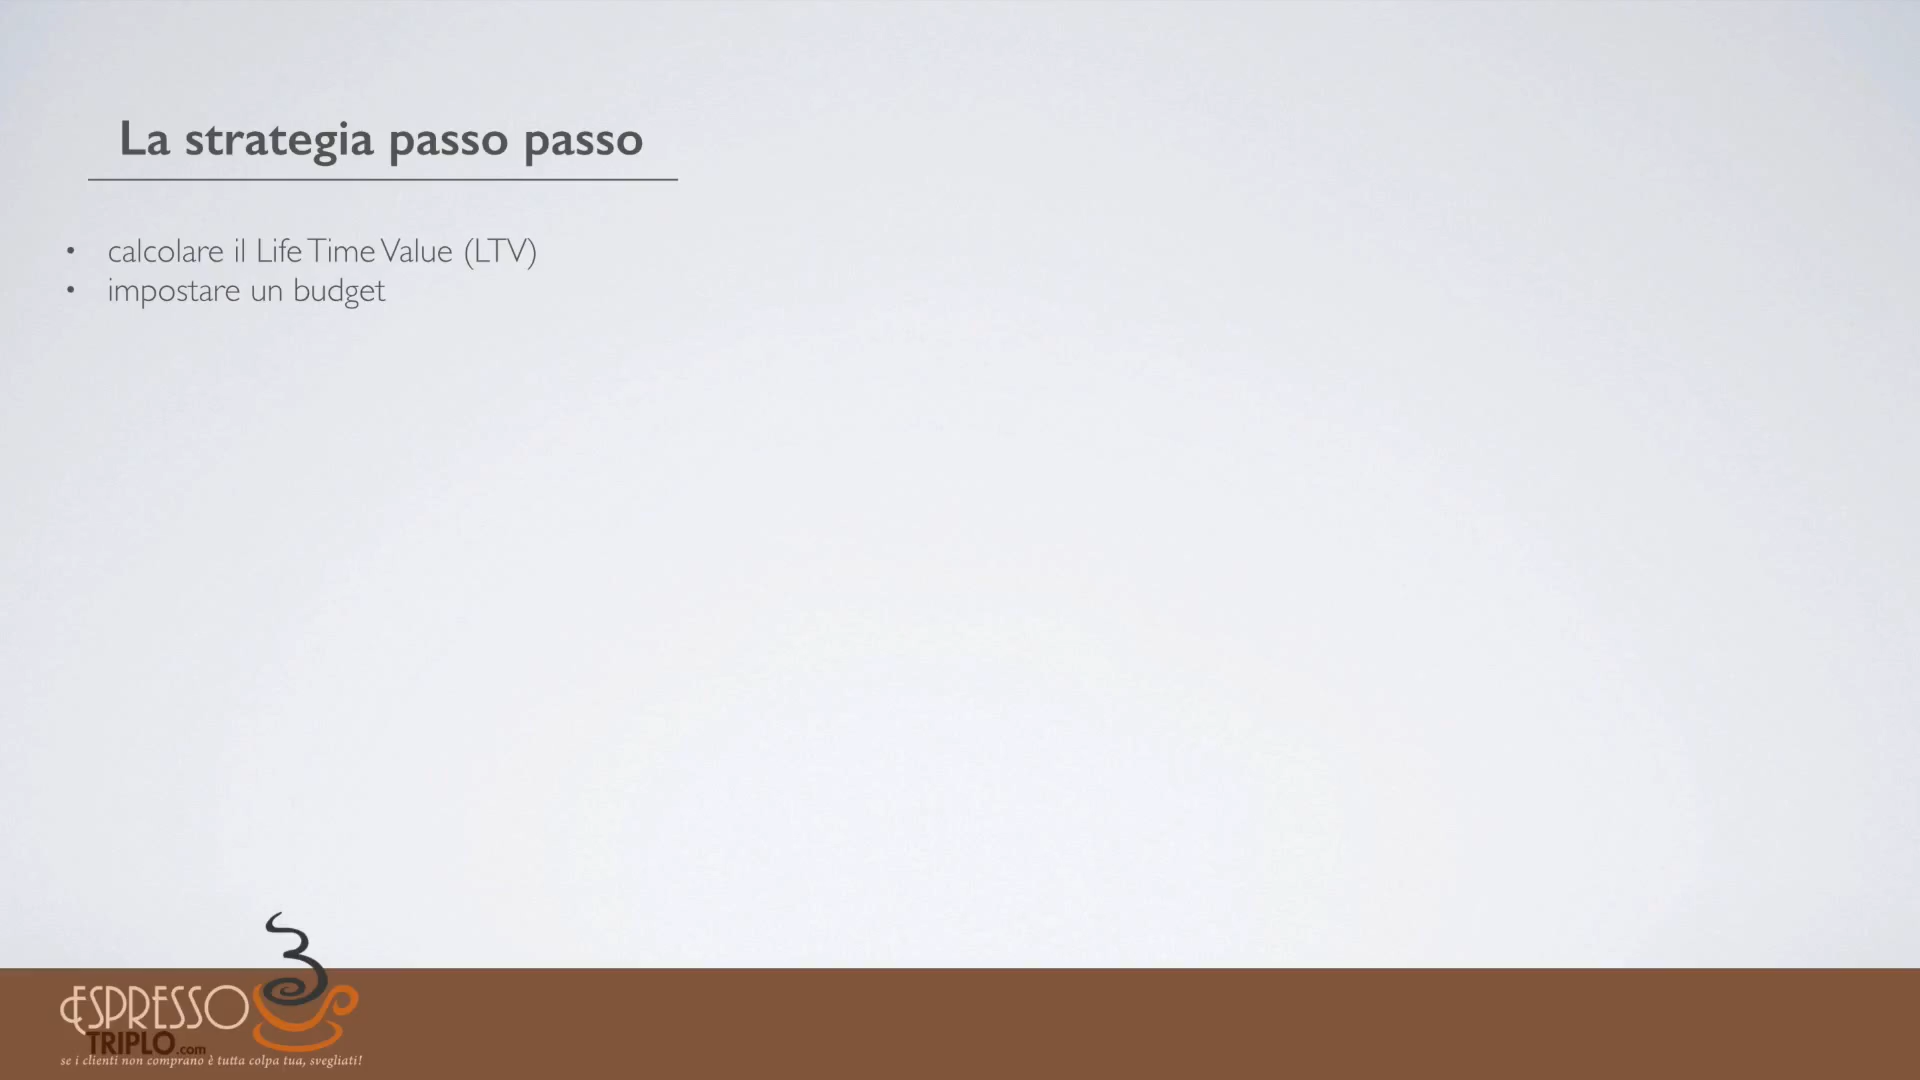 La strategia passo passo
• calcolare il Life Time Value (LTV)
• impostare un budget
ESPRESSO
TRIPLO.com
se i clienti non comprano è tutta colpa tua, svegliati!